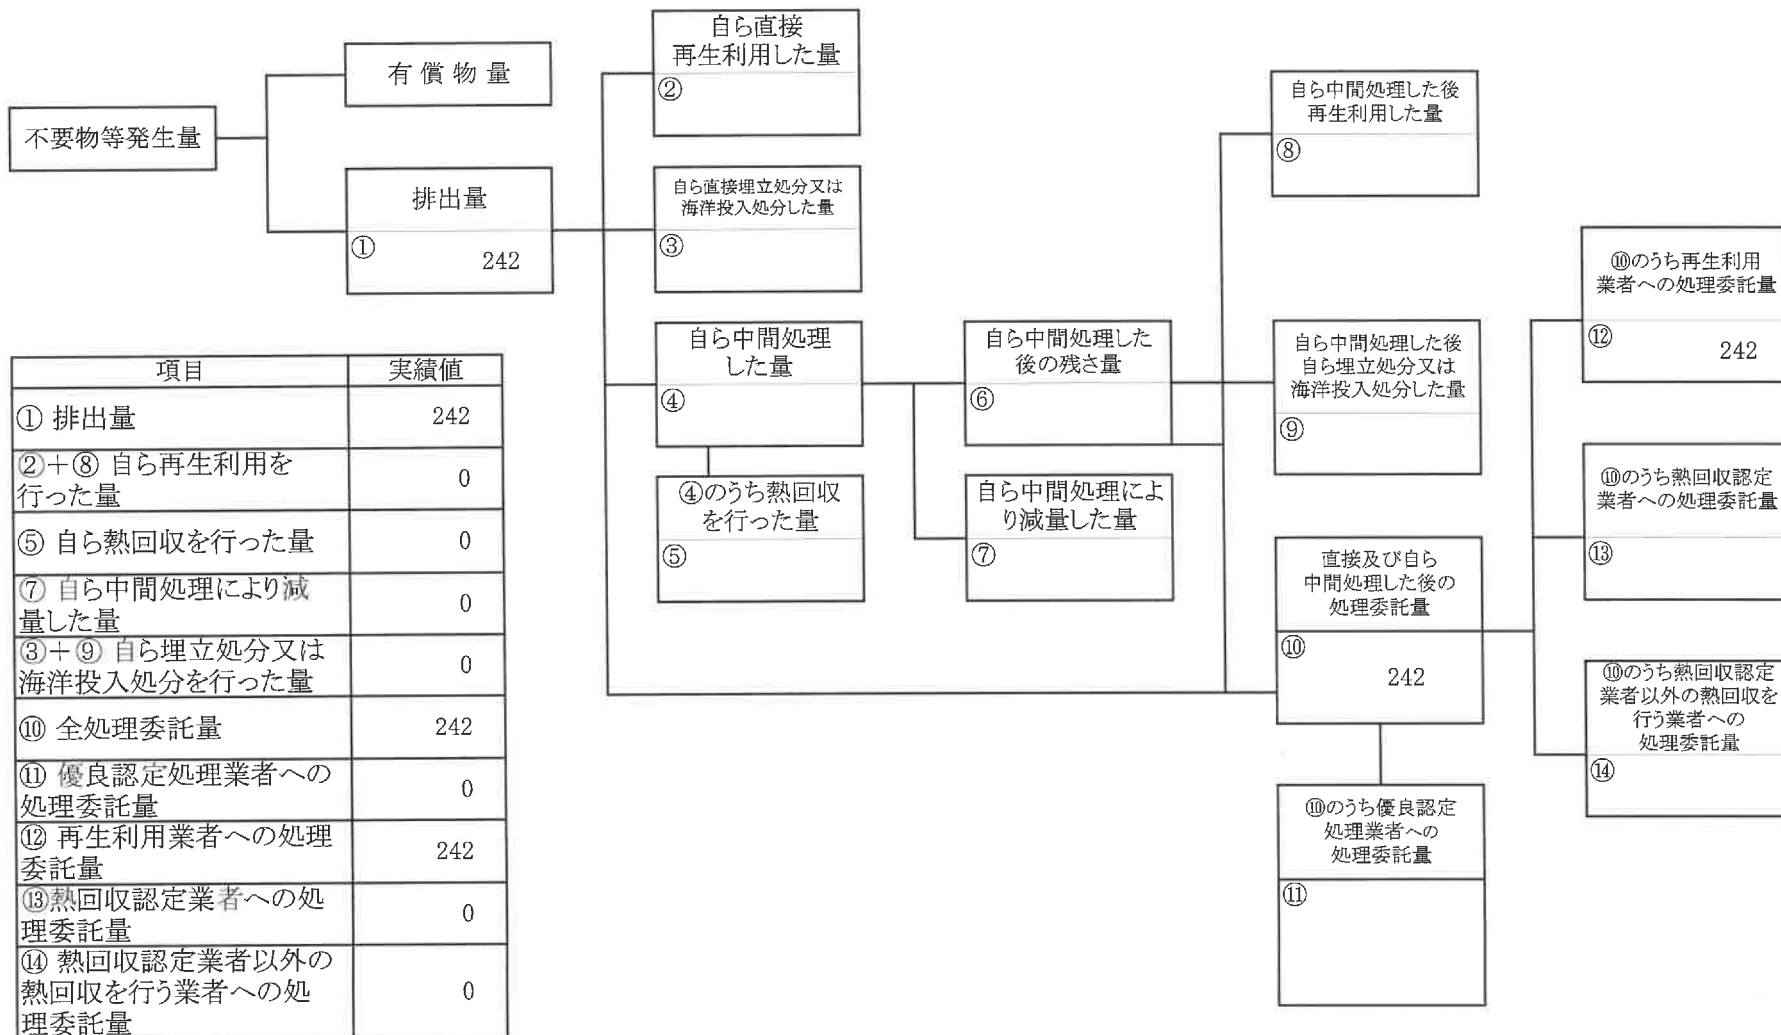 不要物等発生量
有償物量
排出量
①
242
自ら直接
再生利用した量
②
自ら直接埋立処分又は
海洋投入処分した量
③
自ら中間処理
した量
④
④のうち熱回収
を行った量
⑤
自ら中間処理した
後の残さ量
⑥
自ら中間処理によ
り減量した量
⑦
自ら中間処理した後
再生利用した量
⑧
自ら中間処理した後
自ら埋立処分又は
海洋投入処分した量
⑨
直接及び自ら
中間処理した後の
処理委託量
⑩
242
⑩のうち優良認定
処理業者への
処理委託量
⑪
⑩のうち再生利用
業者への処理委託量
⑫
242
⑩のうち熱回収認定
業者への処理委託量
⑬
⑩のうち熱回収認定
業者以外の熱回収を
行う業者への
処理委託量
⑭
項目 実績値
① 排出量 242
②+⑧ 自ら再生利用を
行った量 0
⑤ 自ら熱回収を行った量 0
⑦ 自ら中間処理により減
量した量 0
③+⑨ 自ら埋立処分又は
海洋投入処分を行った量 0
⑩ 全処理委託量 242
⑪ 優良認定処理業者への
処理委託量 0
⑫ 再生利用業者への処理
委託量 242
⑬熱回収認定業者への処
理委託量 0
⑭ 熱回収認定業者以外の
熱回収を行う業者への処
理委託量 0